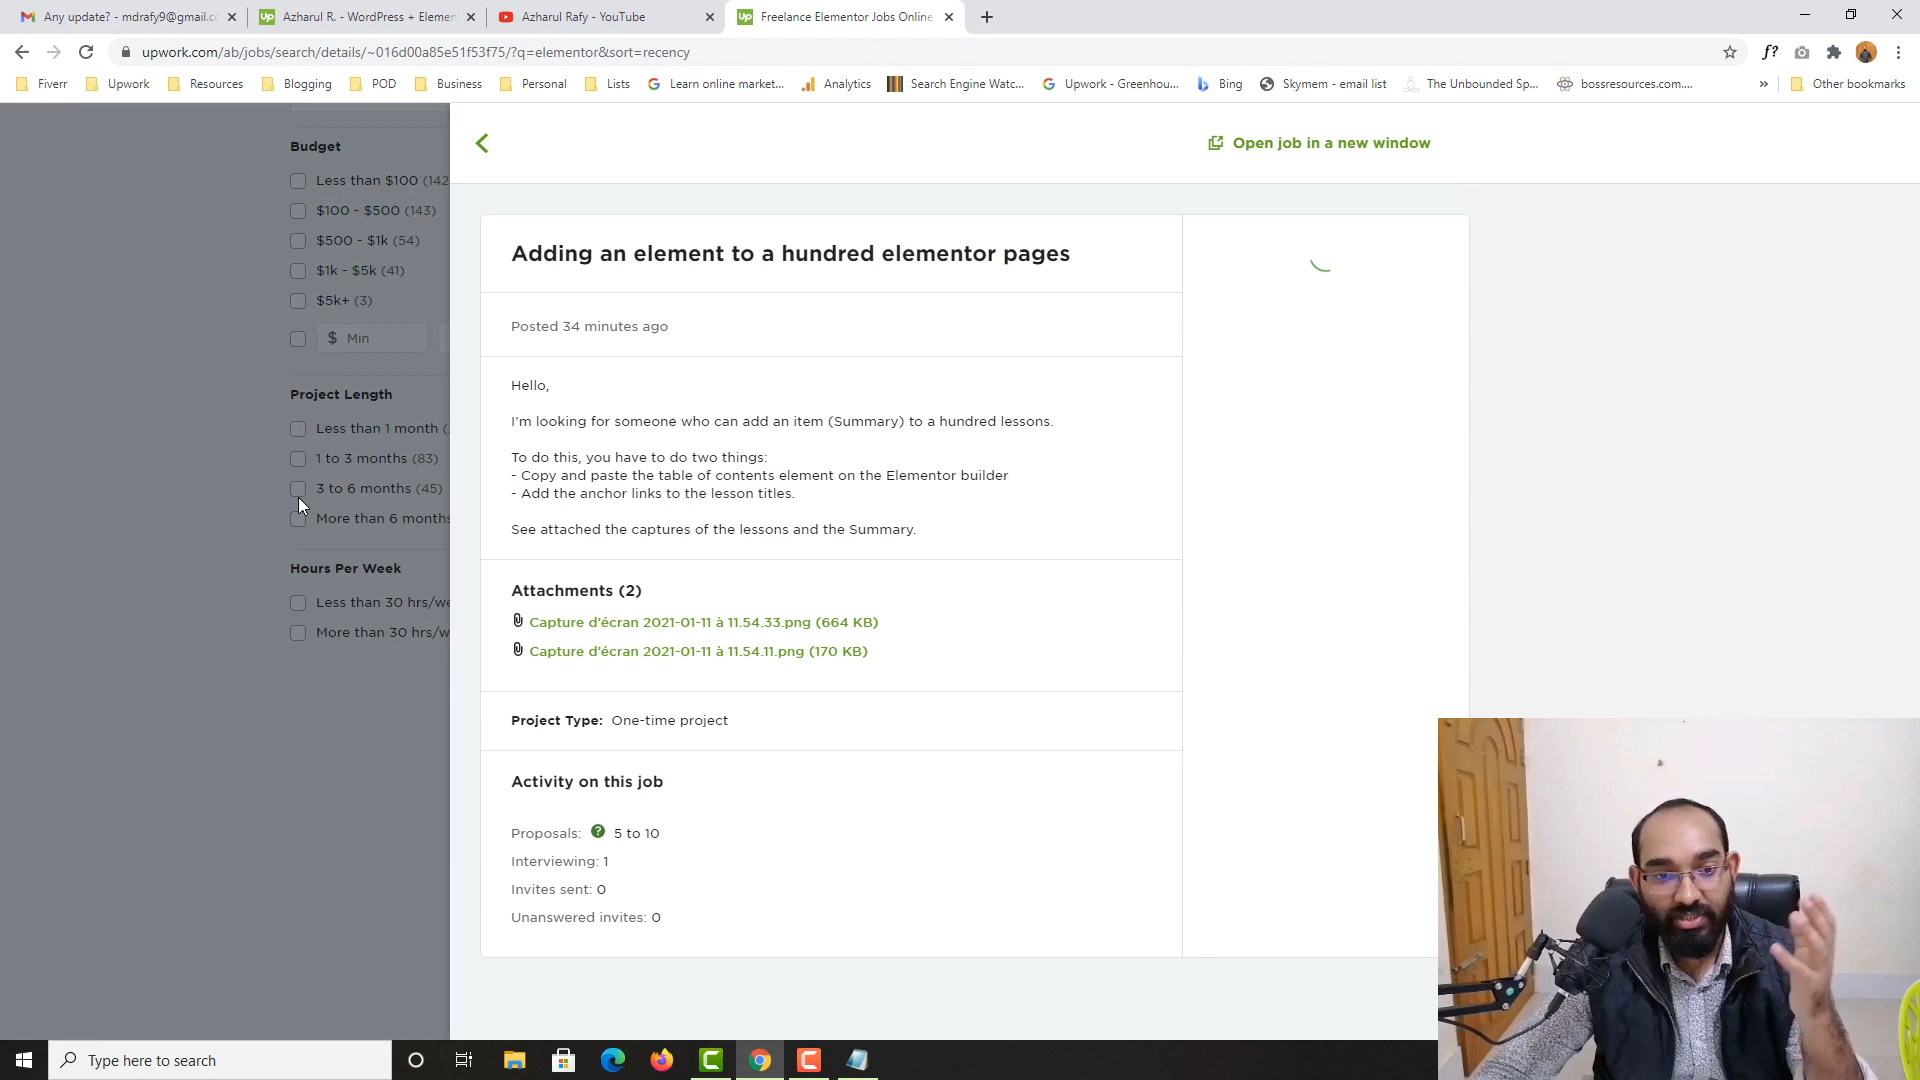 Any update? - mdrafy9@gmail.c
Azharul R. - WordPress + Elemen
Azharul Rafy - YouTube
Freelance Elementor Jobs Online
upwork.com/ab/jobs/search/details/~016d00a85e51f53f75/?q=elementor&sort=recency
Fiverr
Upwork
Resources
Blogging
POD
Business
Personal
Lists
Learn online market...
Analytics
Search Engine Watc...
Upwork - Greenhou...
Bing
Skymem - email list
The Unbounded Sp...
bossresources.com....
Other bookmarks
Budget
Less than $100 (142
$100 - $500 (143)
$500 - $1k (54)
$1k - $5k (41)
$5k+ (3)
$ Min
Project Length
Less than 1 month (
1 to 3 months (83)
3 to 6 months (45)
More than 6 months
Hours Per Week
Less than 30 hrs/we
More than 30 hrs/w
Open job in a new window
Adding an element to a hundred elementor pages
Posted 34 minutes ago
Hello,
I'm looking for someone who can add an item (Summary) to a hundred lessons.
To do this, you have to do two things:
- Copy and paste the table of contents element on the Elementor builder
- Add the anchor links to the lesson titles.
See attached the captures of the lessons and the Summary.
Attachments (2)
Capture d'écran 2021-01-11 à 11.54.33.png (664 KB)
Capture d'écran 2021-01-11 à 11.54.11.png (170 KB)
Project Type: One-time project
Activity on this job
Proposals: ? 5 to 10
Interviewing: 1
Invites sent: 0
Unanswered invites: 0
Type here to search